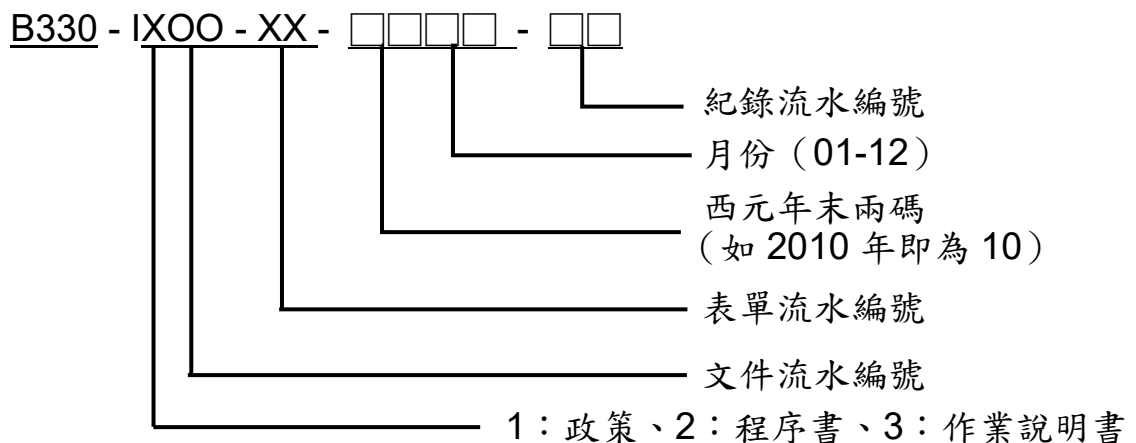 B330 - IXOO - XX - □□□□ - □□
紀錄流水編號
月份（01-12）
西元年末兩碼
（如 2010 年即為 10）
表單流水編號
文件流水編號
1：政策、2：程序書、3：作業說明書